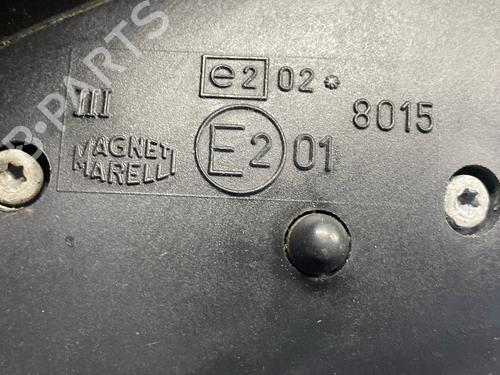 e2 02*
III 8015
MAGNETI
MARELLI
E2 01
B-PARTS